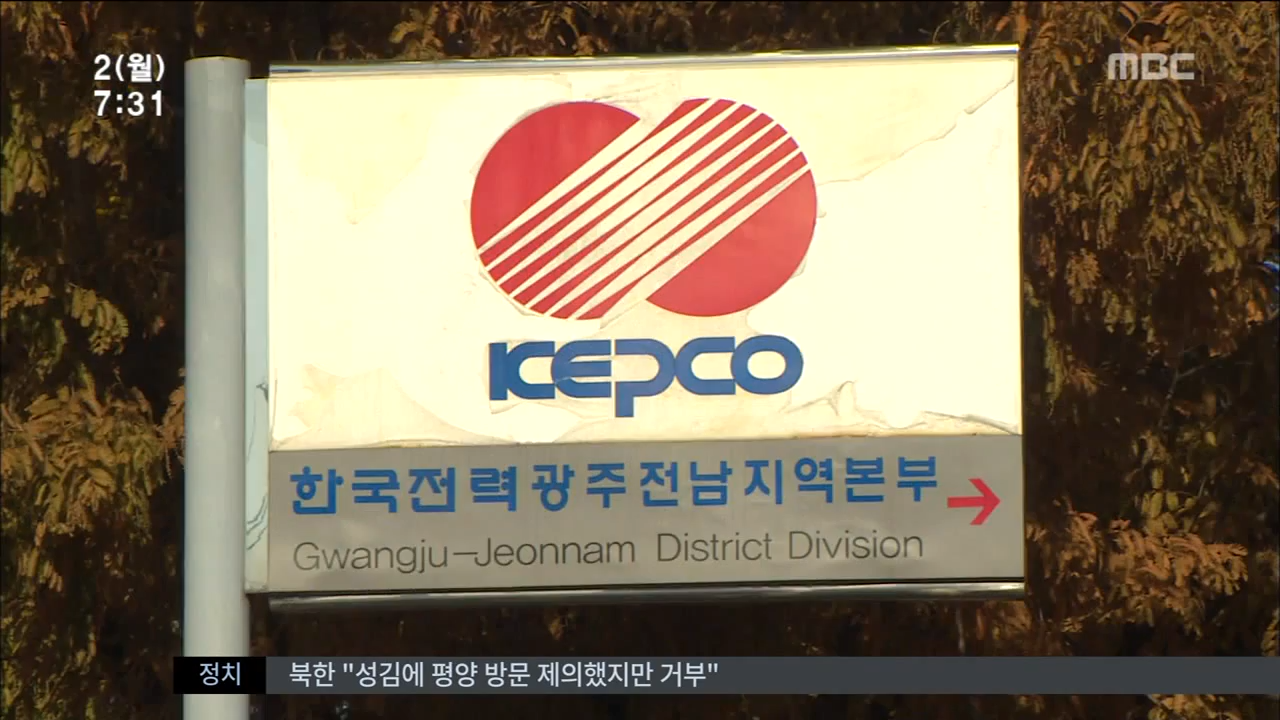 2(월)
7:31
MBC
KEPCO
한국전력광주전남지역본부
Gwangju-Jeonnam District Division
정치 북한 "성김에 평양 방문 제의했지만 거부"